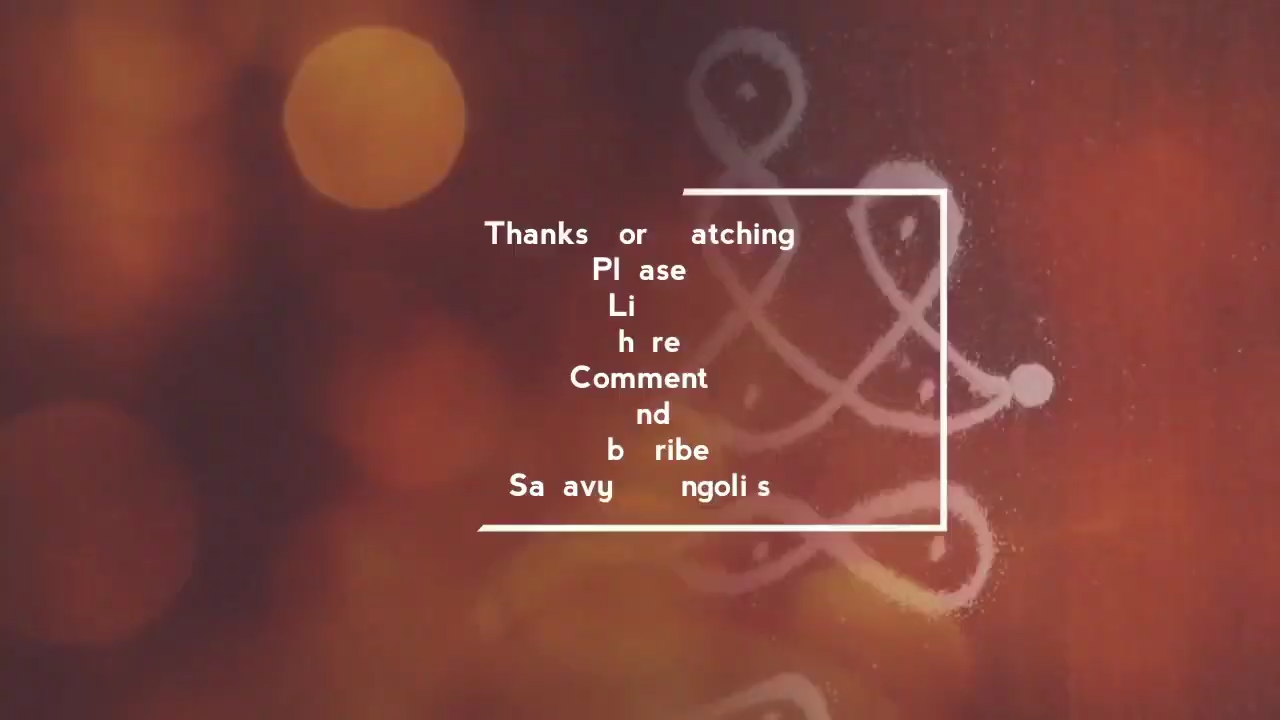 Thanks or atching
Pl ase
Li
h re
Comment
nd
b ribe
Sa avy ngoli s